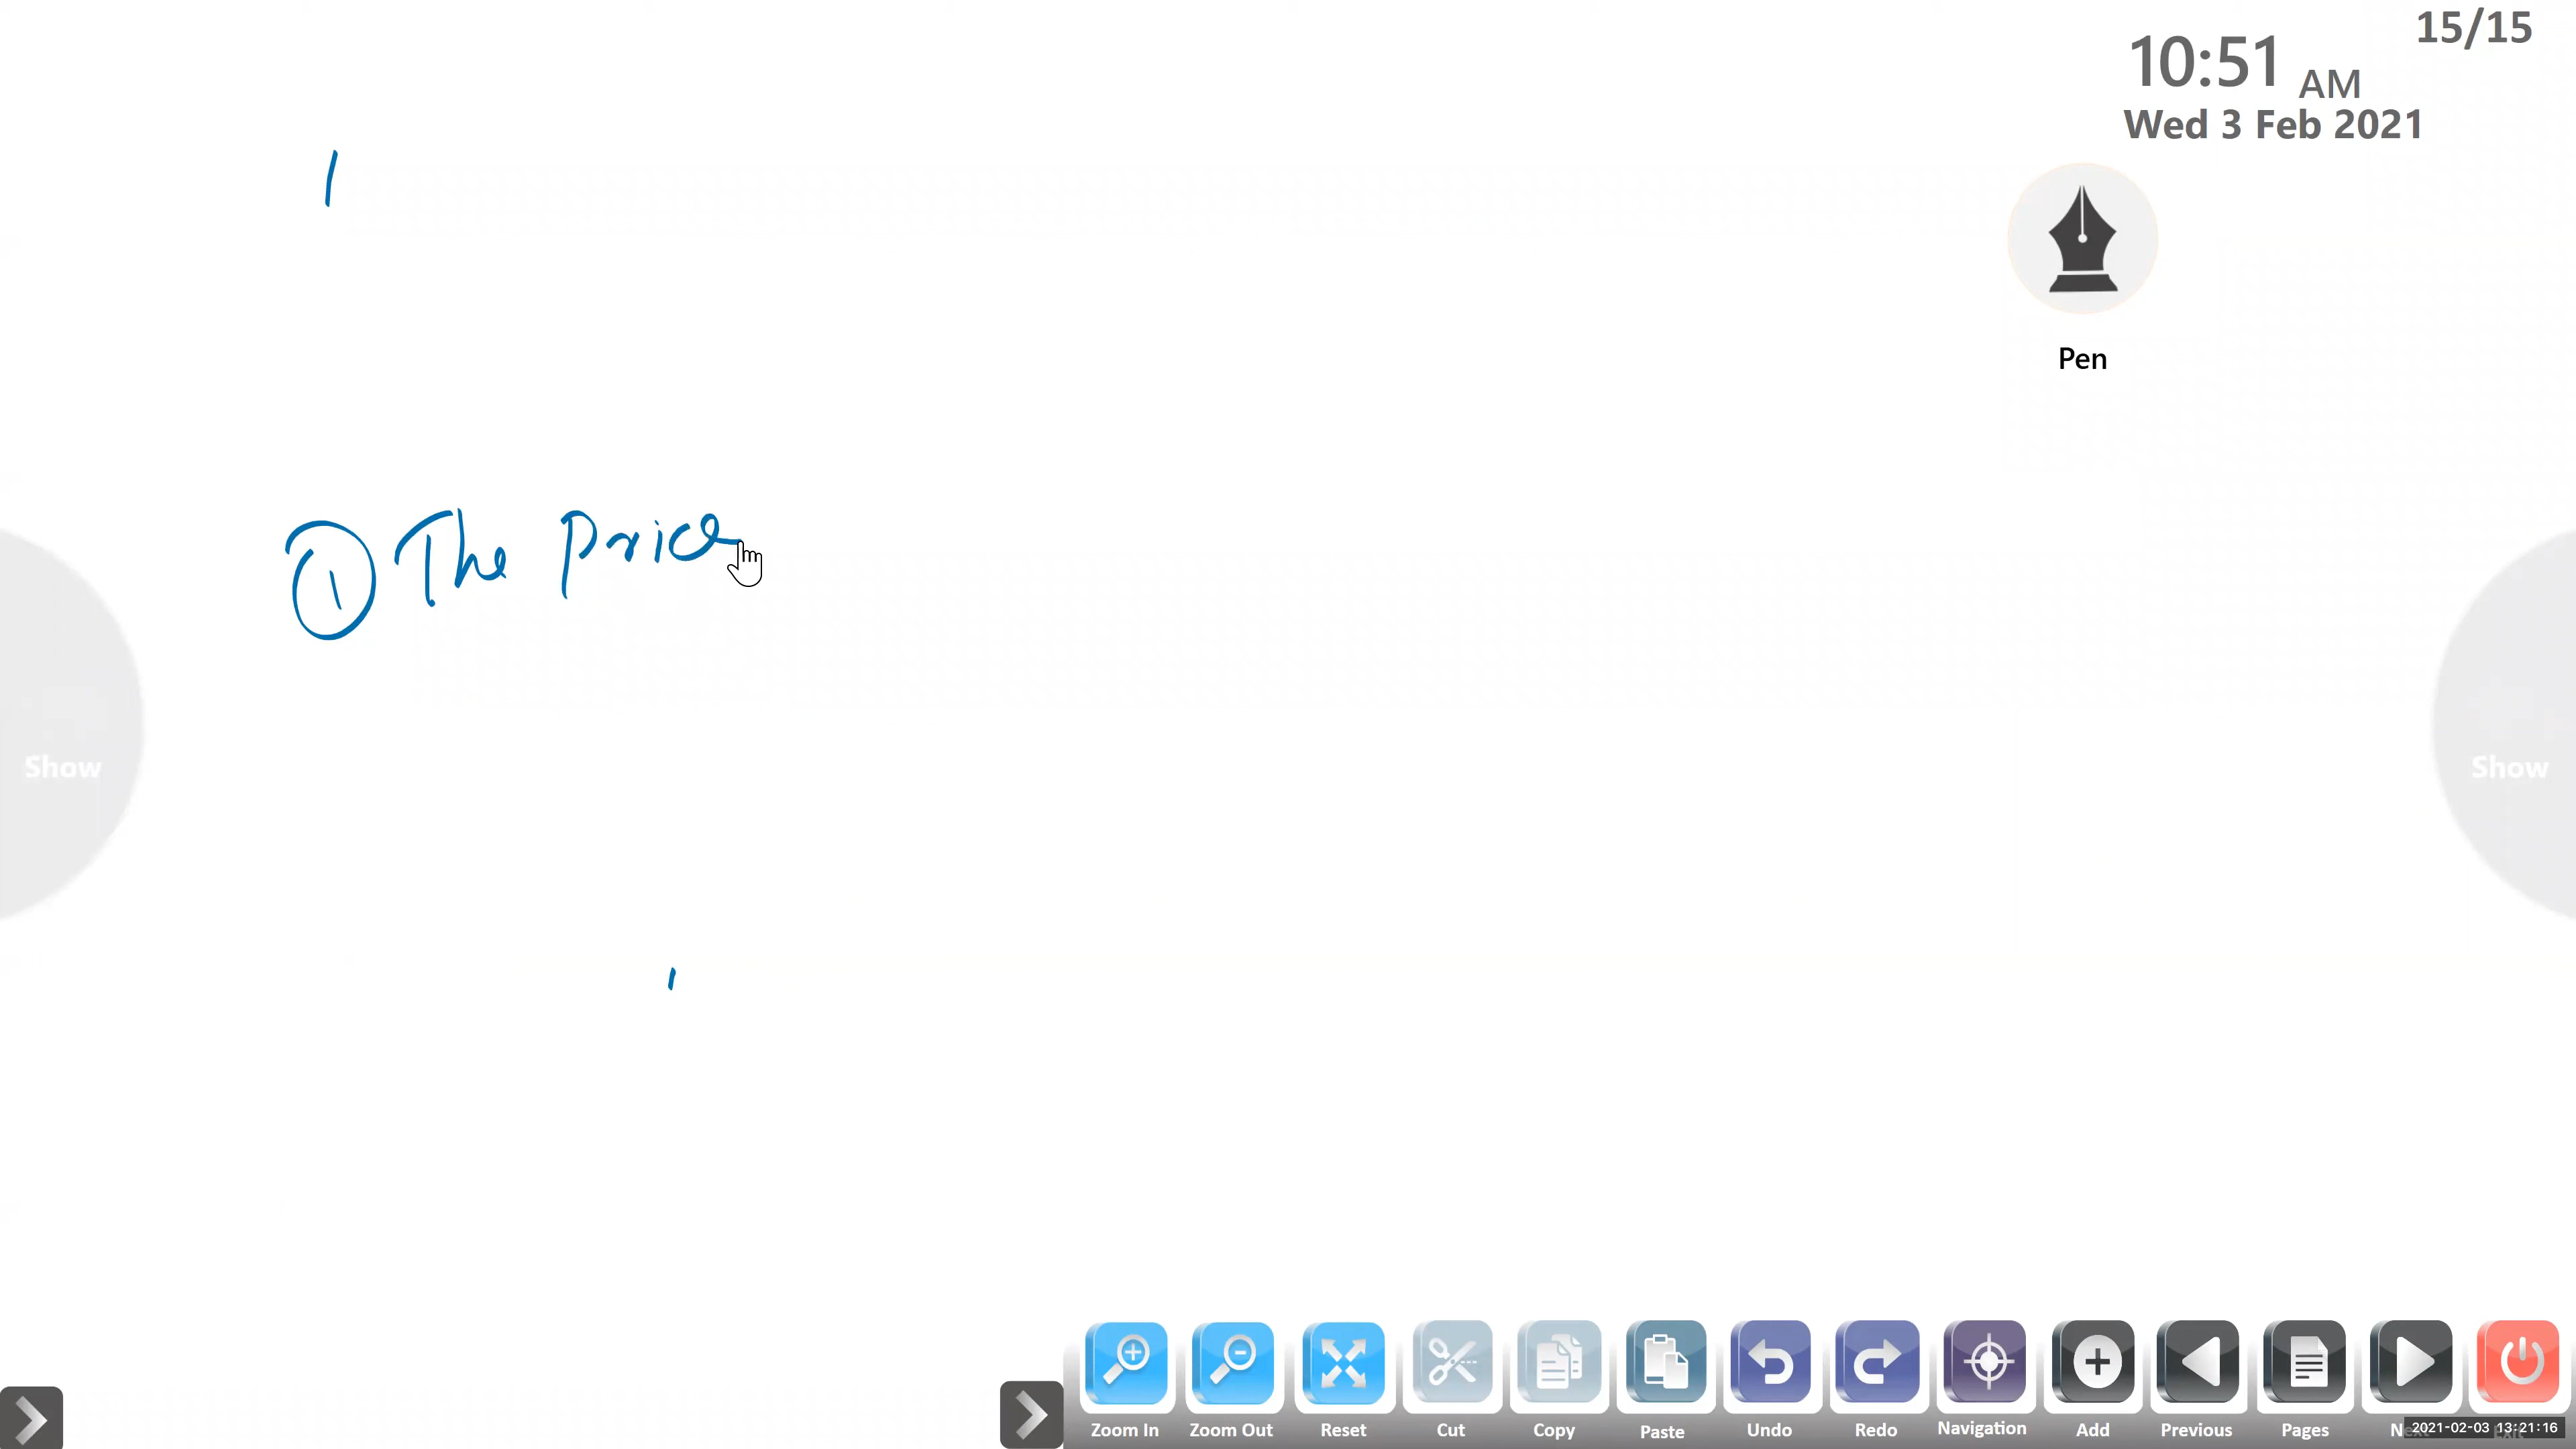 15/15
10:51 AM
Wed 3 Feb 2021
Pen
① The Price
Show
Show
Zoom In Zoom Out Reset Cut Copy Paste Undo Redo Navigation Add Previous Pages
2021-02-03 13:21:16